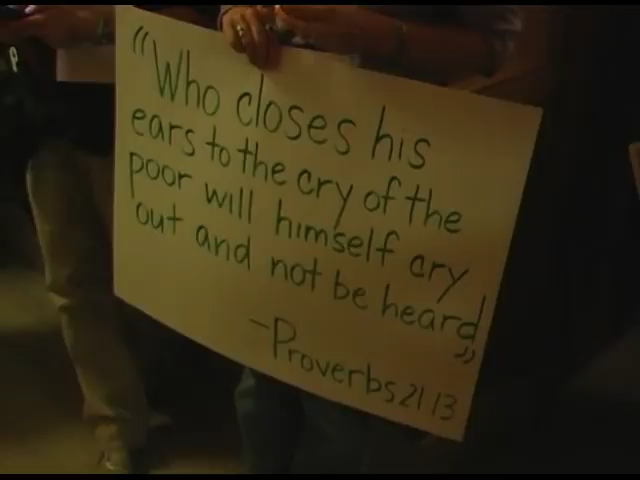 "Who closes his
ears to the cry of the
poor will himself cry
out and not be heard"
-Proverbs 21 13
P